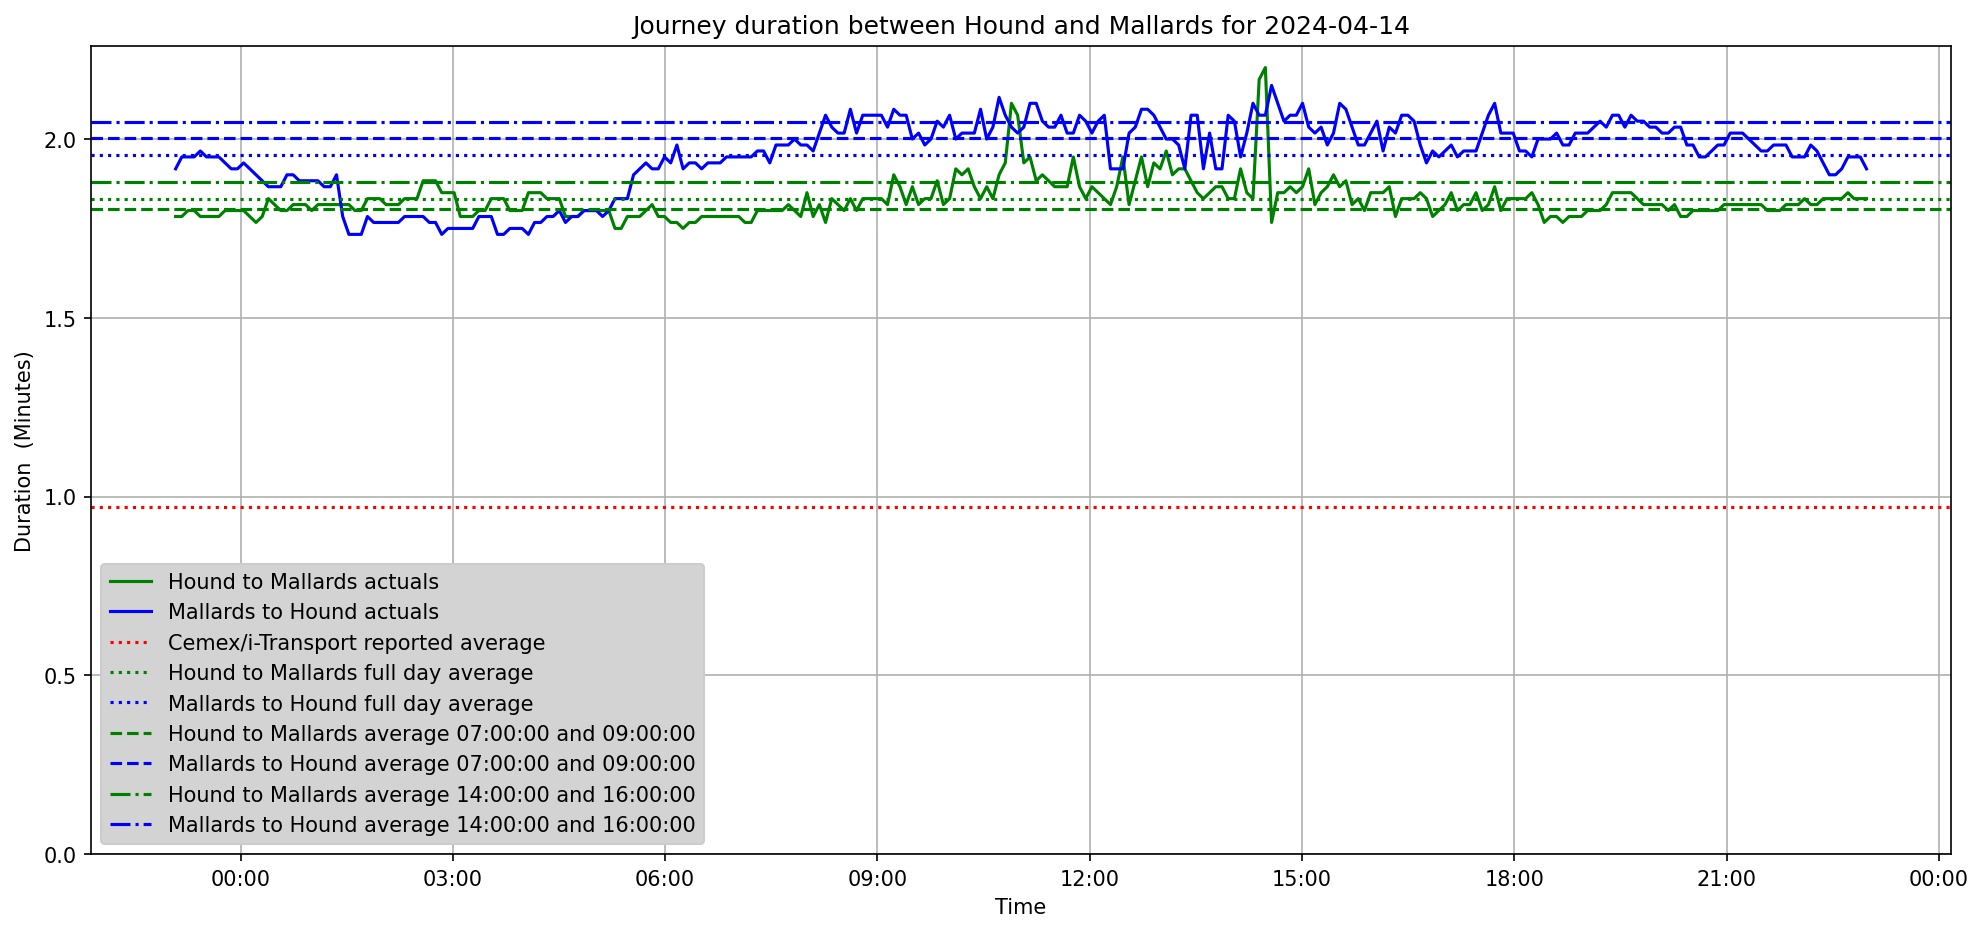 Journey duration between Hound and Mallards for 2024-04-14
Duration  (Minutes)
2.0
1.5
1.0
0.5
0.0
Hound to Mallards actuals
Mallards to Hound actuals
Cemex/i-Transport reported average
Hound to Mallards full day average
Mallards to Hound full day average
Hound to Mallards average 07:00:00 and 09:00:00
Mallards to Hound average 07:00:00 and 09:00:00
Hound to Mallards average 14:00:00 and 16:00:00
Mallards to Hound average 14:00:00 and 16:00:00
00:00 03:00 06:00 09:00 12:00 15:00 18:00 21:00 00:00
Time